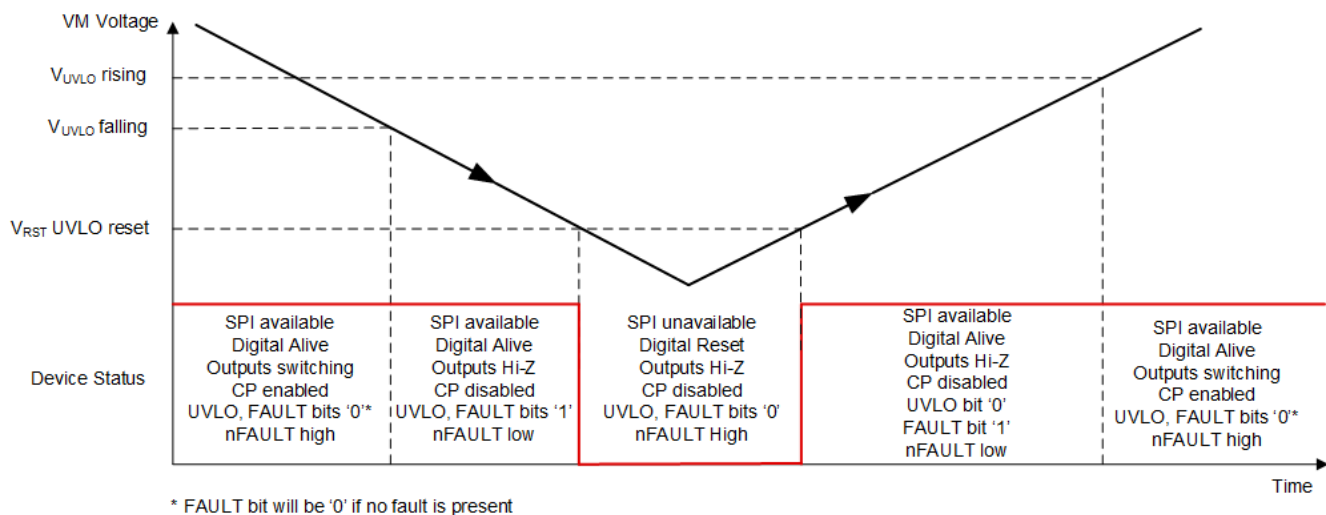 VM Voltage
V_UVLO rising
V_UVLO falling
V_RST UVLO reset
Device Status
SPI available
Digital Alive
Outputs switching
CP enabled
UVLO, FAULT bits ‘0’*
nFAULT high
SPI available
Digital Alive
Outputs Hi-Z
CP disabled
UVLO, FAULT bits ‘1’
nFAULT low
SPI unavailable
Digital Reset
Outputs Hi-Z
CP disabled
UVLO, FAULT bits ‘0’
nFAULT High
SPI available
Digital Alive
Outputs Hi-Z
CP disabled
UVLO bit ‘0’
FAULT bit ‘1’
nFAULT low
SPI available
Digital Alive
Outputs switching
CP enabled
UVLO, FAULT bits ‘0’*
nFAULT high
Time
* FAULT bit will be ‘0’ if no fault is present